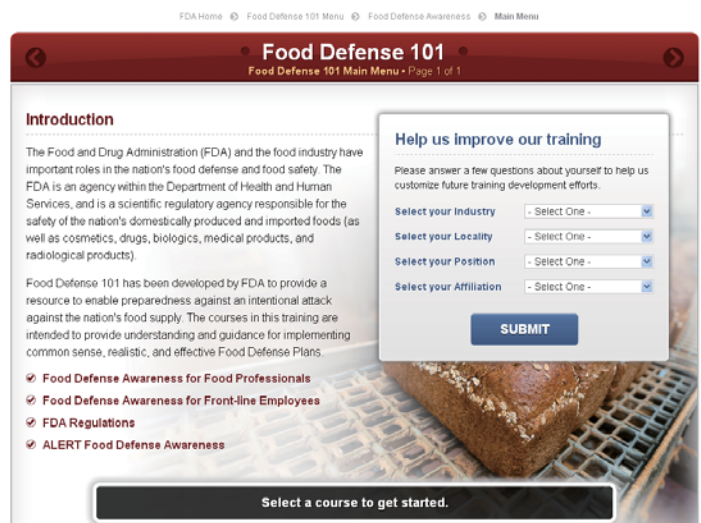 FDA Home Food Defense 101 Menu Food Defense Awareness Main Menu
Food Defense 101
Food Defense 101 Main Menu • Page 1 of 1
Introduction
The Food and Drug Administration (FDA) and the food industry have
important roles in the nation's food defense and food safety. The
FDA is an agency within the Department of Health and Human
Services, and is a scientific regulatory agency responsible for the
safety of the nation's domestically produced and imported foods (as
well as cosmetics, drugs, biologics, medical products, and
radiological products).
Food Defense 101 has been developed by FDA to provide a
resource to enable preparedness against an intentional attack
against the nation's food supply. The courses in this training are
intended to provide understanding and guidance for implementing
common sense, realistic, and effective Food Defense Plans.
Food Defense Awareness for Food Professionals
Food Defense Awareness for Front-line Employees
FDA Regulations
ALERT Food Defense Awareness
Help us improve our training
Please answer a few questions about yourself to help us
customize future training development efforts.
Select your Industry - Select One -
Select your Locality - Select One -
Select your Position - Select One -
Select your Affiliation - Select One -
SUBMIT
Select a course to get started.